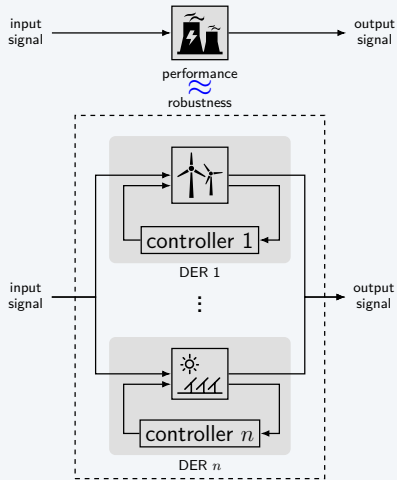 input
signal
output
signal
performance
≈
robustness
controller 1
DER 1
input
signal
output
signal
⋮
controller n
DER n